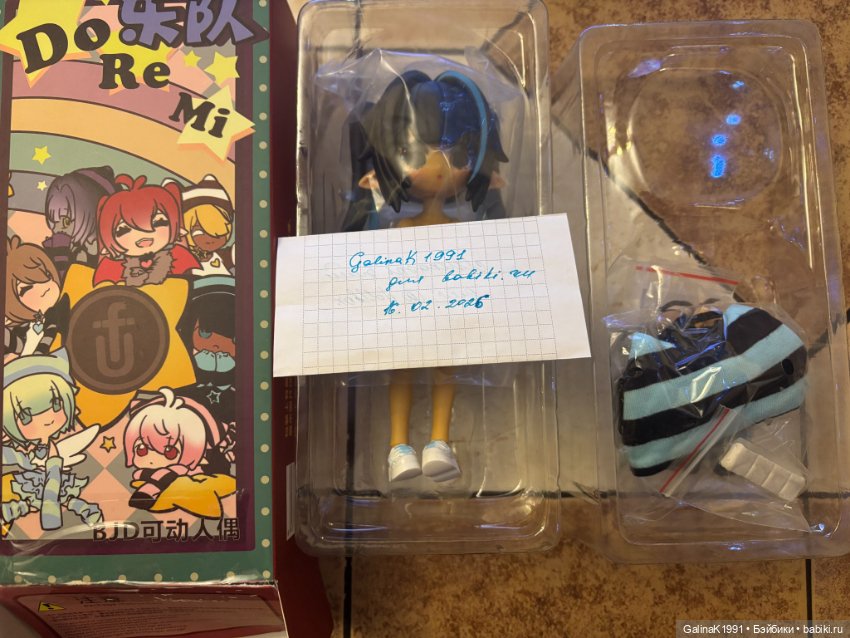 Do 乐队
Re
Mi
BJD可动人偶
GalinaK1991
для babiki.ru
16.02.2026
GalinaK1991 • Бэйбики • babiki.ru